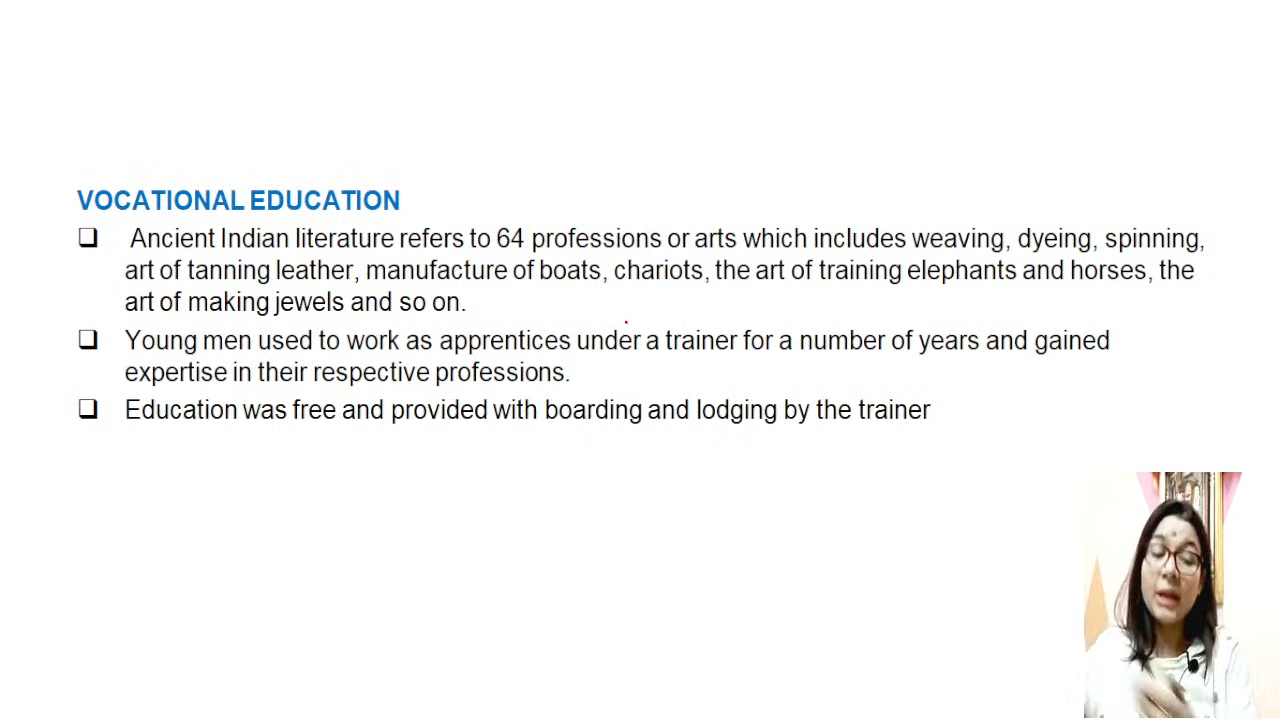 VOCATIONAL EDUCATION
Ancient Indian literature refers to 64 professions or arts which includes weaving, dyeing, spinning,
art of tanning leather, manufacture of boats, chariots, the art of training elephants and horses, the
art of making jewels and so on.
Young men used to work as apprentices under a trainer for a number of years and gained
expertise in their respective professions.
Education was free and provided with boarding and lodging by the trainer